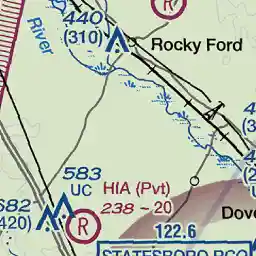 R
440
(310)
Rocky Ford
River
583
UC
HIA (Pvt)
238 - 20
682
420)
R
Dove
122.6
STATESBORO RCO